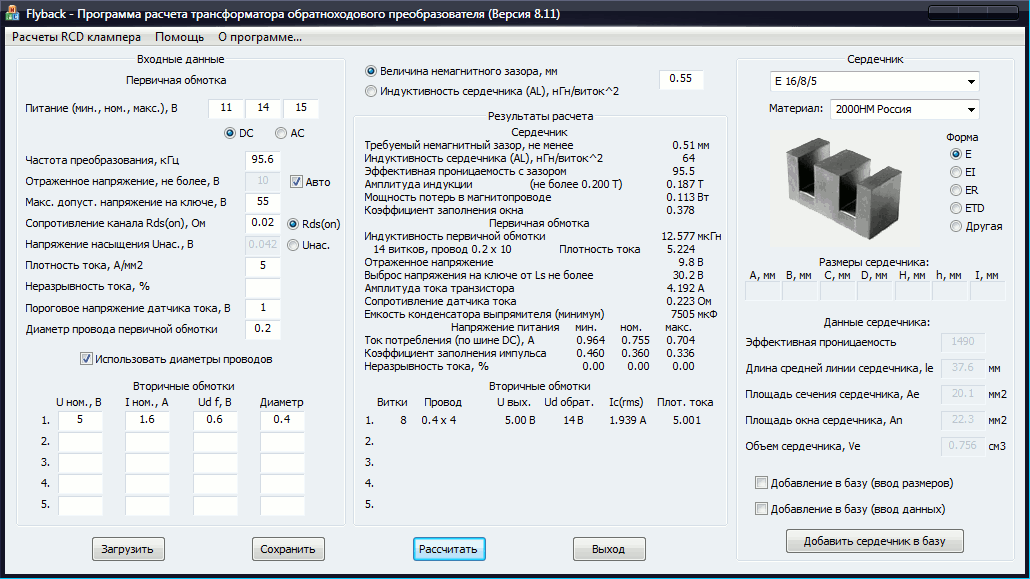 Flyback - Программа расчета трансформатора обратноходового преобразователя (Версия 8.11)
Расчеты RCD клампера Помощь О программе...
Входные данные
Первичная обмотка
Питание (мин., ном., макс.), В 11 14 15
DC AC
Частота преобразования, кГц 95.6
Отраженное напряжение, не более, В 10 Авто
Макс. допуст. напряжение на ключе, В 55
Сопротивление канала Rds(on), Ом 0.02 Rds(on)
Напряжение насыщения Uнас., В 0.042 Uнас.
Плотность тока, А/мм2 5
Неразрывность тока, %
Пороговое напряжение датчика тока, В 1
Диаметр провода первичной обмотки 0.2
Использовать диаметры проводов
Вторичные обмотки
U ном., В I ном., А Ud f, В Диаметр
1. 5 1.6 0.6 0.4
2.
3.
4.
5.
Загрузить Сохранить Рассчитать Выход
Величина немагнитного зазора, мм 0.55
Индуктивность сердечника (AL), нГн/виток^2
Результаты расчета
Сердечник
Требуемый немагнитный зазор, не менее 0.51 мм
Индуктивность сердечника (AL), нГн/виток^2 64
Эффективная проницаемость с зазором 95.5
Амплитуда индукции (не более 0.200 Т) 0.187 Т
Мощность потерь в магнитопроводе 0.113 Вт
Коэффициент заполнения окна 0.378
Первичная обмотка
Индуктивность первичной обмотки 12.577 мкГн
14 витков, провод 0.2 x 10 Плотность тока 5.224
Отраженное напряжение 9.8 В
Выброс напряжения на ключе от Ls не более 30.2 В
Амплитуда тока транзистора 4.192 А
Сопротивление датчика тока 0.223 Ом
Емкость конденсатора выпрямителя (минимум) 7505 мкФ
Напряжение питания мин. ном. макс.
Ток потребления (по шине DC), А 0.964 0.755 0.704
Коэффициент заполнения импульса 0.460 0.360 0.336
Неразрывность тока, % 0.00 0.00 0.00
Вторичные обмотки
Витки Провод U вых. Ud обрат. Ic(rms) Плот. тока
1. 8 0.4 x 4 5.00 В 14 В 1.939 А 5.001
2.
3.
4.
5.
Сердечник
E 16/8/5
Материал: 2000НМ Россия
Форма
E
EI
ER
ETD
Другая
Размеры сердечника:
A, мм B, мм C, мм D, мм H, мм h, мм I, мм
Данные сердечника:
Эффективная проницаемость 1490
Длина средней линии сердечника, le 37.6 мм
Площадь сечения сердечника, Ae 20.1 мм2
Площадь окна сердечника, An 22.3 мм2
Объем сердечника, Ve 0.756 см3
Добавление в базу (ввод размеров)
Добавление в базу (ввод данных)
Добавить сердечник в базу